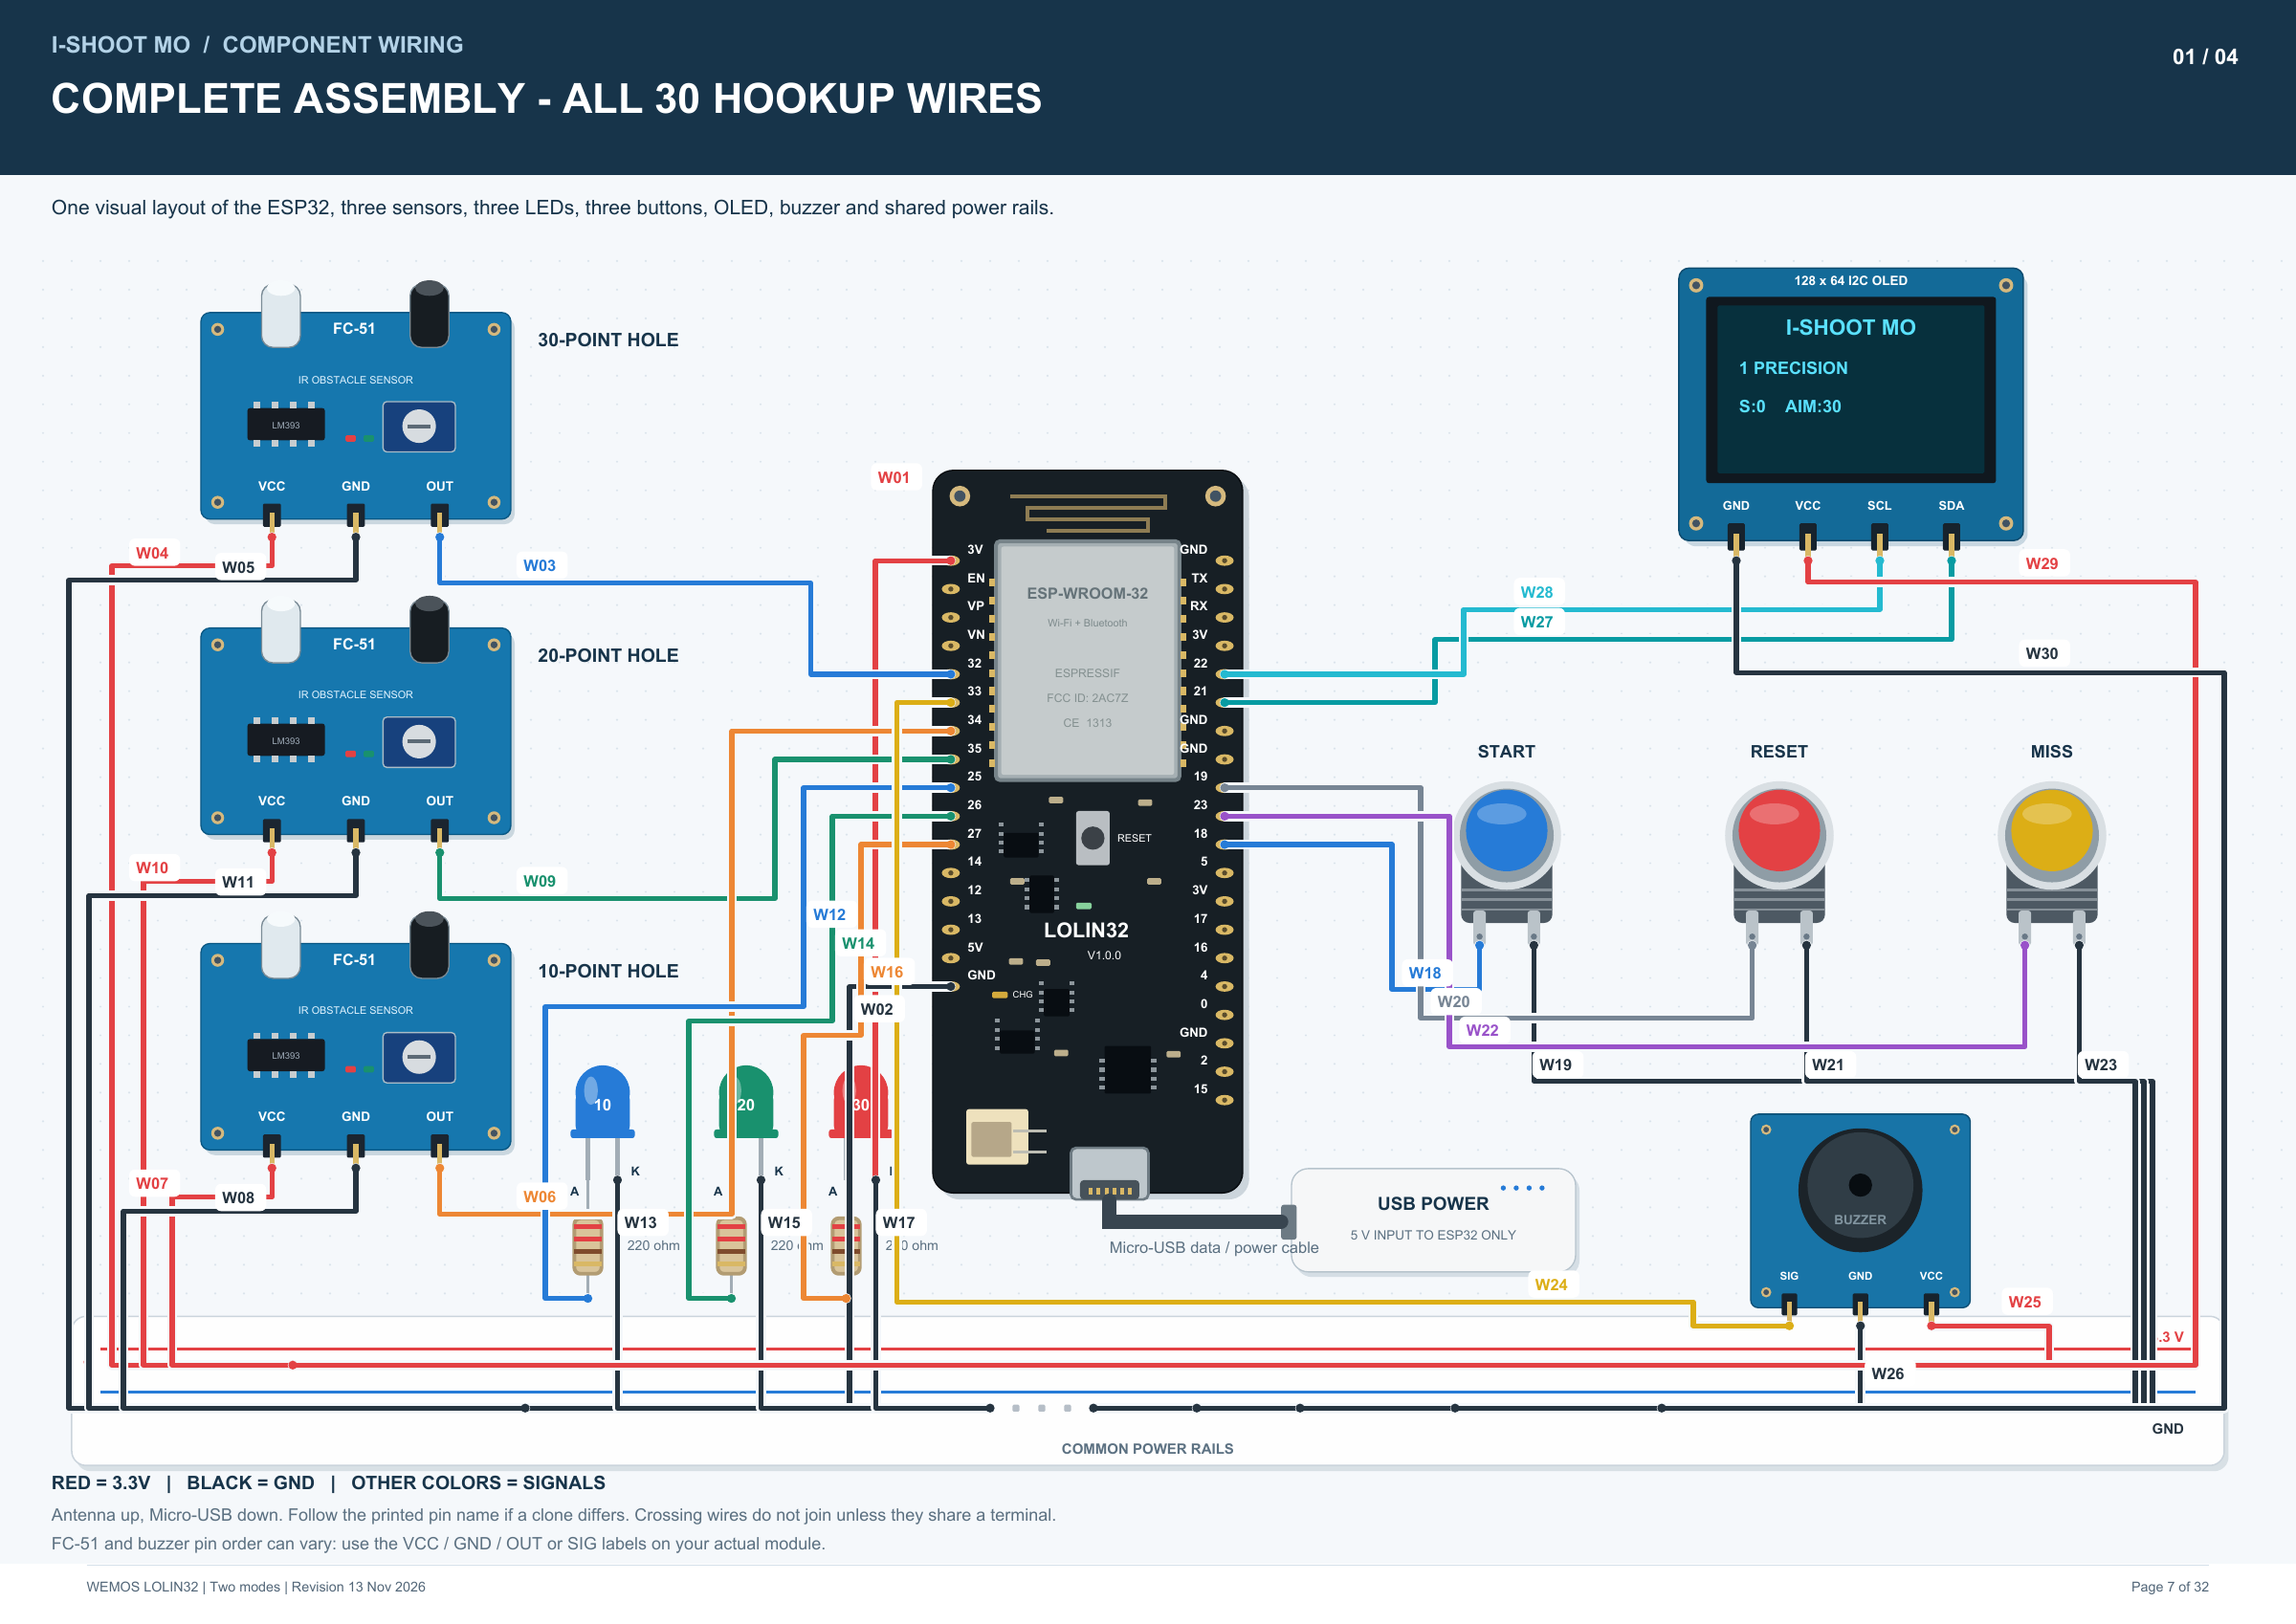 I-SHOOT MO / COMPONENT WIRING
01 / 04
COMPLETE ASSEMBLY - ALL 30 HOOKUP WIRES
One visual layout of the ESP32, three sensors, three LEDs, three buttons, OLED, buzzer and shared power rails.
FC-51
30-POINT HOLE
IR OBSTACLE SENSOR
LM393
VCC GND OUT
W04
W05
W03
FC-51
20-POINT HOLE
IR OBSTACLE SENSOR
LM393
VCC GND OUT
W10
W11
W09
FC-51
10-POINT HOLE
IR OBSTACLE SENSOR
LM393
VCC GND OUT
W07
W08
W06
W01
W12
W14
W16
W02
10
20
30
K
K
A
A
A
W13
W15
W17
220 ohm
3V
EN
VP
VN
32
33
34
35
25
26
27
14
12
13
5V
GND
ESP-WROOM-32
Wi-Fi + Bluetooth
ESPRESSIF
FCC ID: 2AC7Z
CE 1313
RESET
LOLIN32
V1.0.0
CHG
GND
TX
RX
3V
22
21
GND
GND
19
23
18
5
3V
17
16
4
0
GND
2
15
128 x 64 I2C OLED
I-SHOOT MO
1 PRECISION
S:0 AIM:30
GND VCC SCL SDA
W29
W28
W27
W30
START
RESET
MISS
W18
W20
W22
W19
W21
W23
USB POWER
5 V INPUT TO ESP32 ONLY
Micro-USB data / power cable
W24
BUZZER
SIG GND VCC
W25
W26
.3 V
GND
COMMON POWER RAILS
RED = 3.3V | BLACK = GND | OTHER COLORS = SIGNALS
Antenna up, Micro-USB down. Follow the printed pin name if a clone differs. Crossing wires do not join unless they share a terminal.
FC-51 and buzzer pin order can vary: use the VCC / GND / OUT or SIG labels on your actual module.
WEMOS LOLIN32 | Two modes | Revision 13 Nov 2026
Page 7 of 32